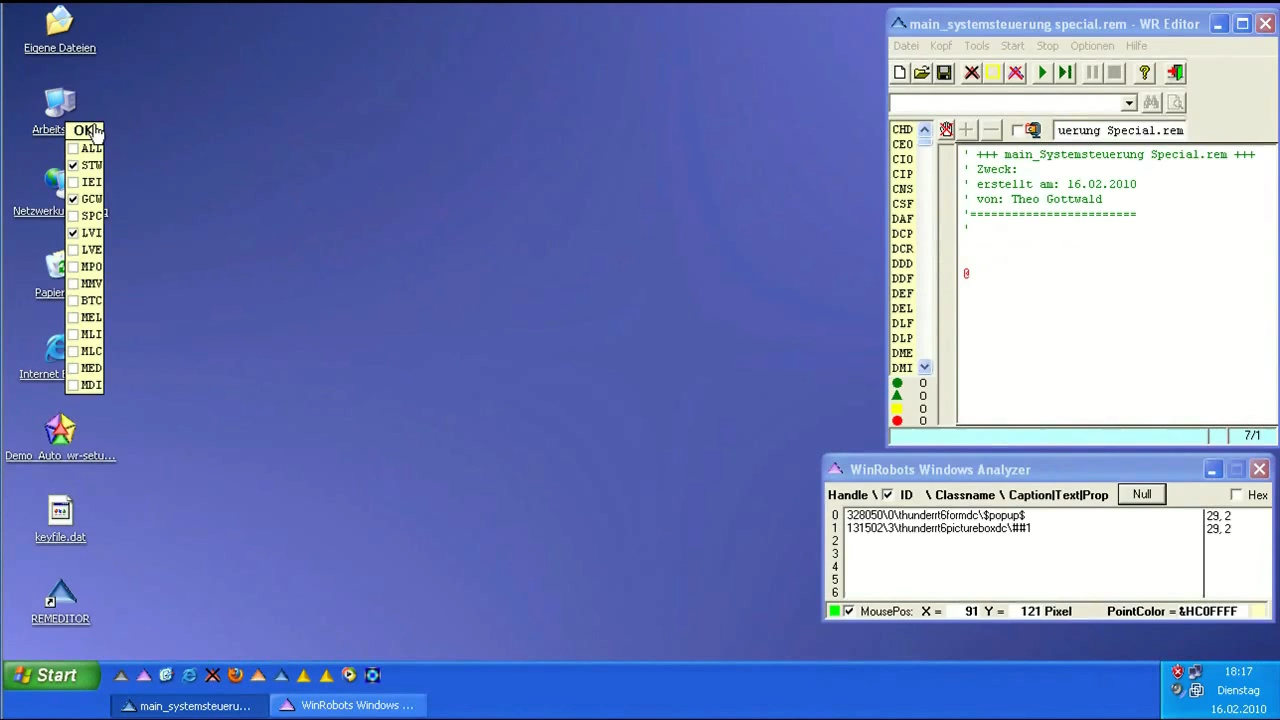 Eigene Dateien
Arbeits
OK
ALL
STW
IEI
GCW
SPC
LVI
LVE
MPO
MMV
BTC
MEL
MLI
MLC
MED
MDI
Netzwerku
g
Papier
Internet E
Demo_Auto_wr-setu...
keyfile.dat
REMEDITOR
main_systemsteuerung special.rem - WR Editor
Datei Kopf Tools Start Stop Optionen Hilfe
uerung Special.rem
CHD
CEO
CIO
CIP
CNS
CSF
DAF
DCP
DCR
DDD
DDF
DEF
DEL
DLF
DLP
DME
DMI
0
0
0
0
' +++ main_Systemsteuerung Special.rem +++
' Zweck:
' erstellt am: 16.02.2010
' von: Theo Gottwald
'========================
'
@
7/1
WinRobots Windows Analyzer
Handle \ ID \ Classname \ Caption|Text|Prop Null Hex
0 328050\0\thunderrt6formdc\$popup$ 29, 2
1 131502\3\thunderrt6pictureboxdc\##1 29, 2
2
3
4
5
6
MousePos: X = 91 Y = 121 Pixel PointColor = &HC0FFFF
Start
main_systemsteueru...
WinRobots Windows ...
18:17
Dienstag
16.02.2010